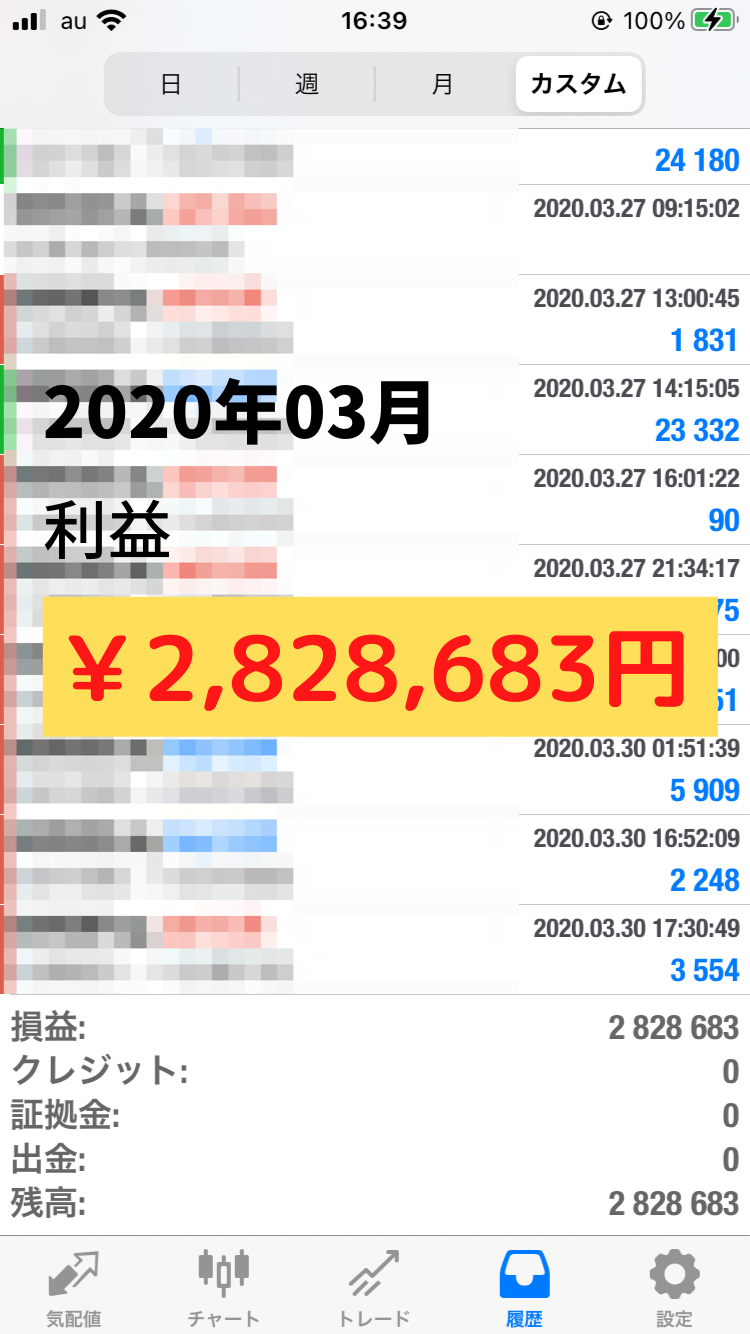 au 16:39 100%
日 週 月 カスタム
24 180
2020.03.27 09:15:02
2020.03.27 13:00:45
1 831
2020.03.27 14:15:05
23 332
2020年03月
2020.03.27 16:01:22
90
利益
2020.03.27 21:34:17
75
¥2,828,683円
00
51
2020.03.30 01:51:39
5 909
2020.03.30 16:52:09
2 248
2020.03.30 17:30:49
3 554
損益: 2 828 683
クレジット: 0
証拠金: 0
出金: 0
残高: 2 828 683
気配値 チャート トレード 履歴 設定